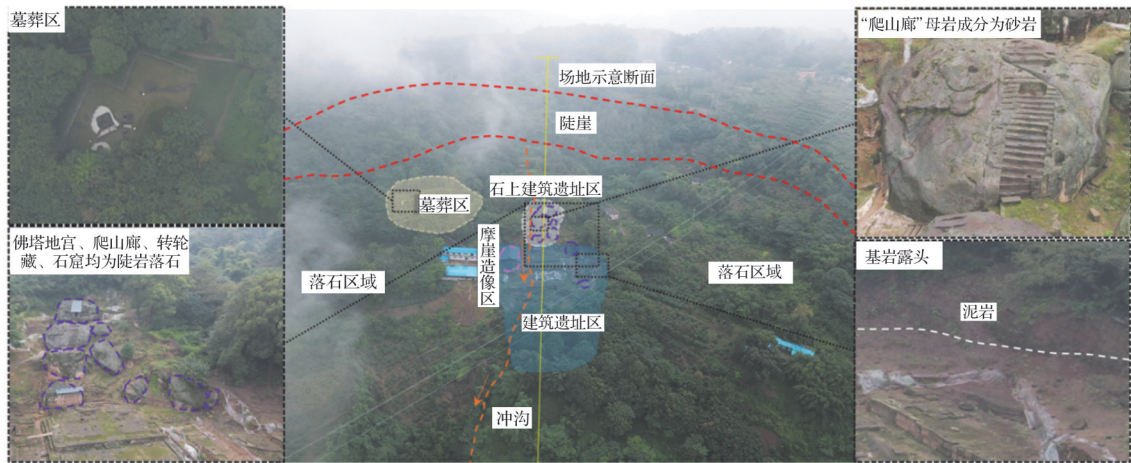 墓葬区
佛塔地宫、爬山廊、转轮
藏、石窟均为陡岩落石
场地示意断面
陡崖
石上建筑遗址区
墓葬区
摩崖造像区
落石区域
落石区域
建筑遗址区
冲沟
“爬山廊”母岩成分为砂岩
基岩露头
泥岩